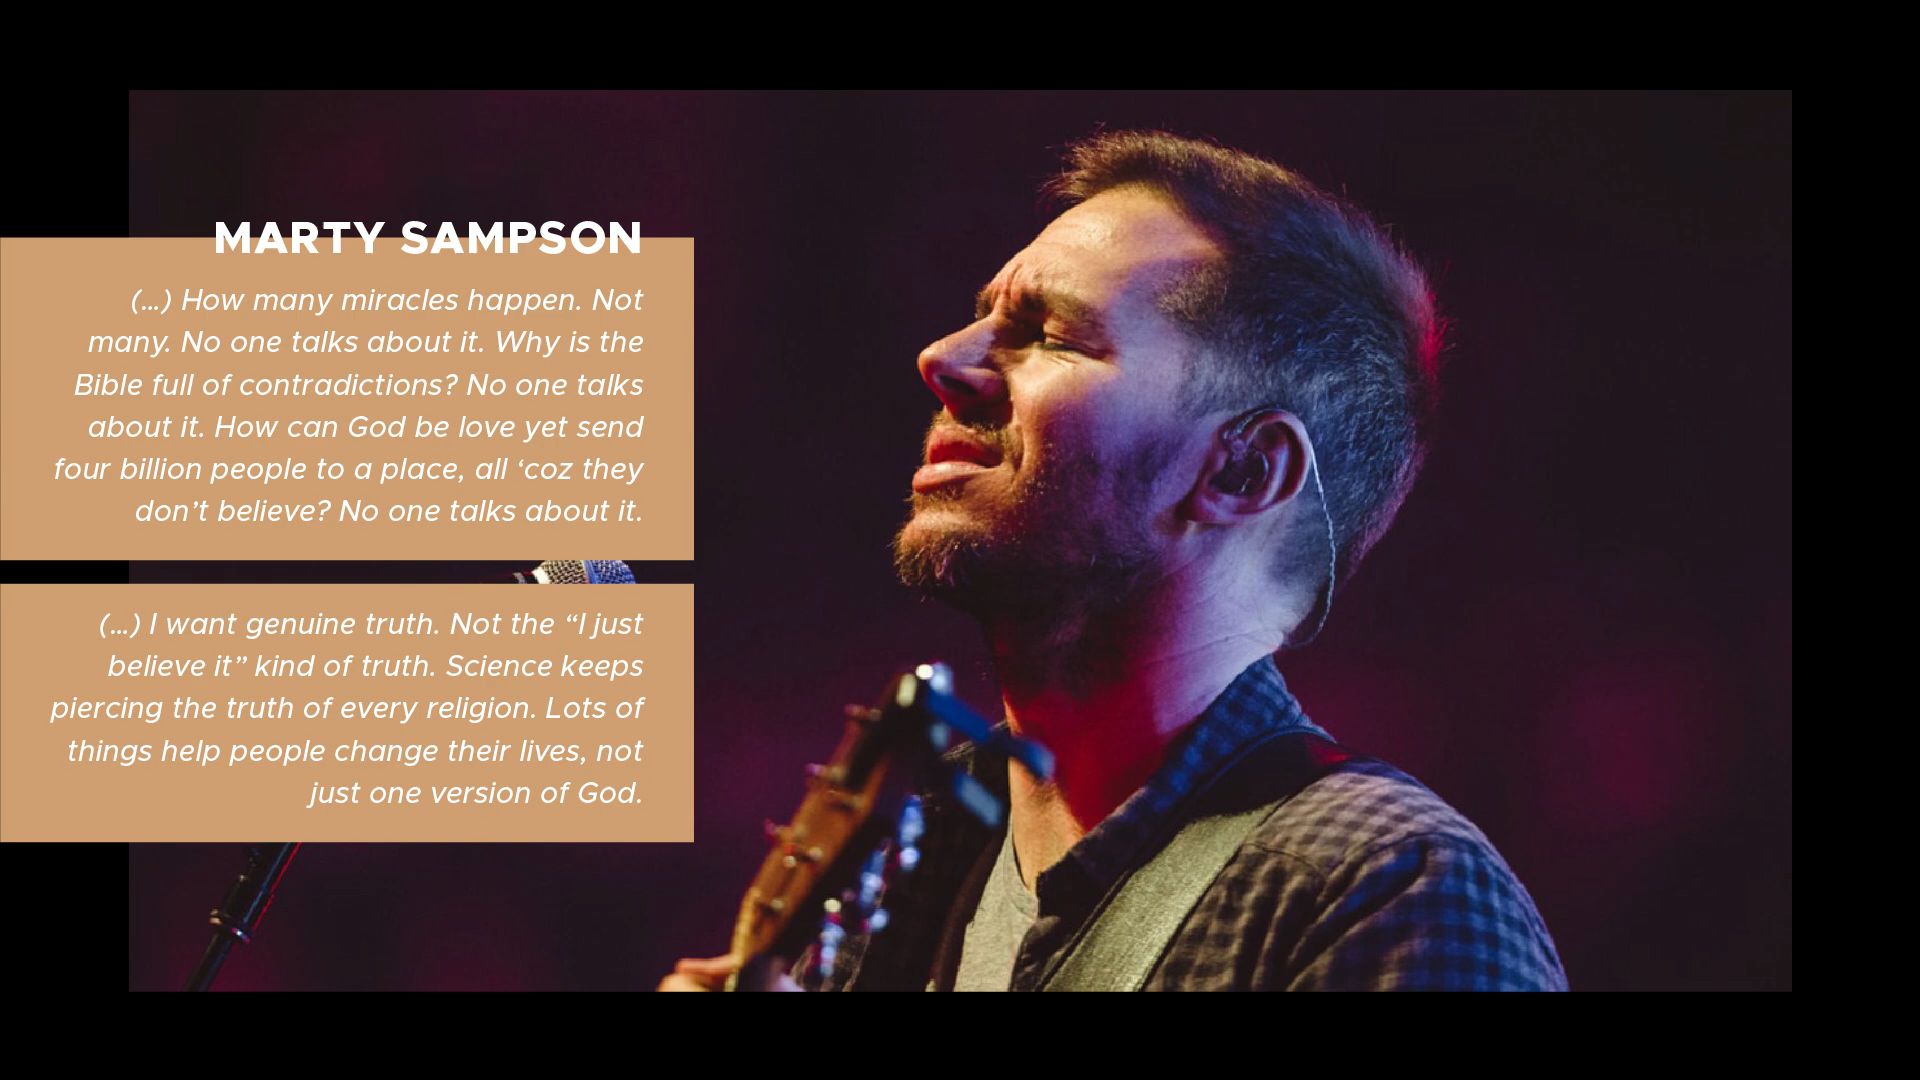 MARTY SAMPSON
(...) How many miracles happen. Not
many. No one talks about it. Why is the
Bible full of contradictions? No one talks
about it. How can God be love yet send
four billion people to a place, all ‘coz they
don’t believe? No one talks about it.
(...) I want genuine truth. Not the “I just
believe it” kind of truth. Science keeps
piercing the truth of every religion. Lots of
things help people change their lives, not
just one version of God.